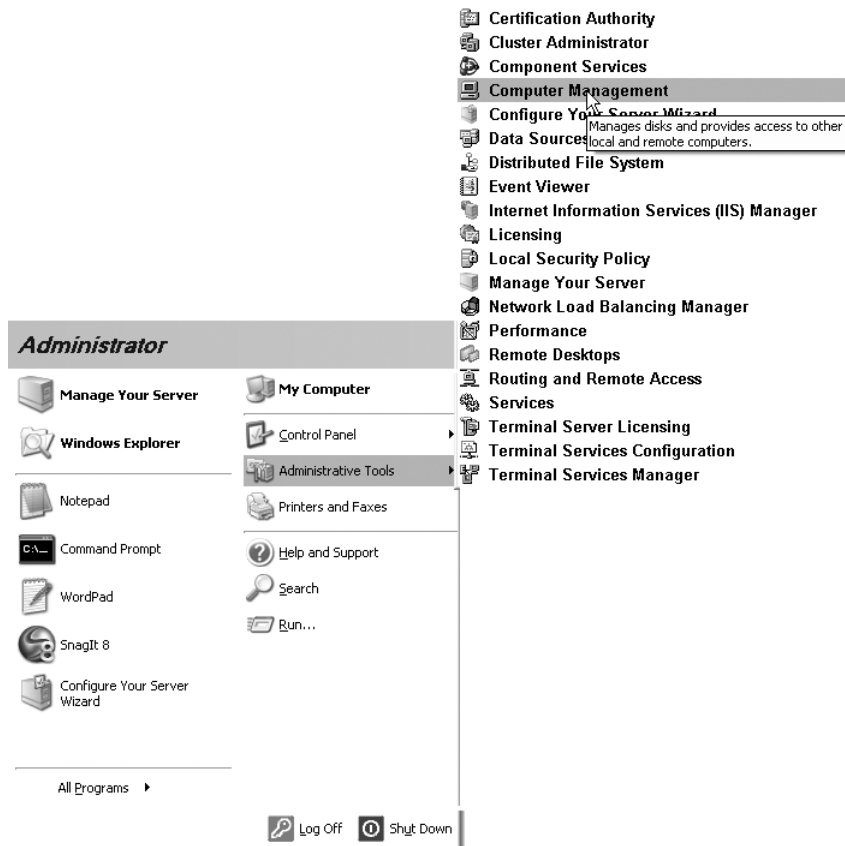 Certification Authority
Cluster Administrator
Component Services
Computer Management
Configure Your Server Wizard
Manages disks and provides access to other
local and remote computers.
Data Sources
Distributed File System
Event Viewer
Internet Information Services (IIS) Manager
Licensing
Local Security Policy
Manage Your Server
Network Load Balancing Manager
Performance
Remote Desktops
Routing and Remote Access
Services
Terminal Server Licensing
Terminal Services Configuration
Terminal Services Manager
Administrator
Manage Your Server
Windows Explorer
Notepad
C:\_
Command Prompt
WordPad
SnagIt 8
Configure Your Server
Wizard
All Programs
My Computer
Control Panel
Administrative Tools
Printers and Faxes
Help and Support
Search
Run...
Log Off
Shut Down